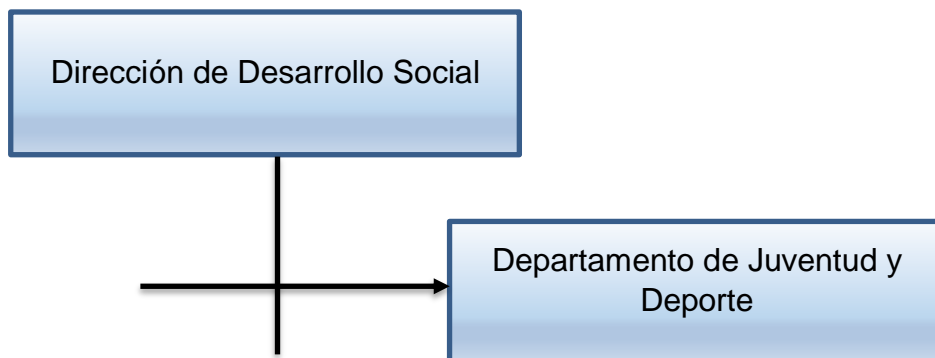 Dirección de Desarrollo Social
Departamento de Juventud y
Deporte